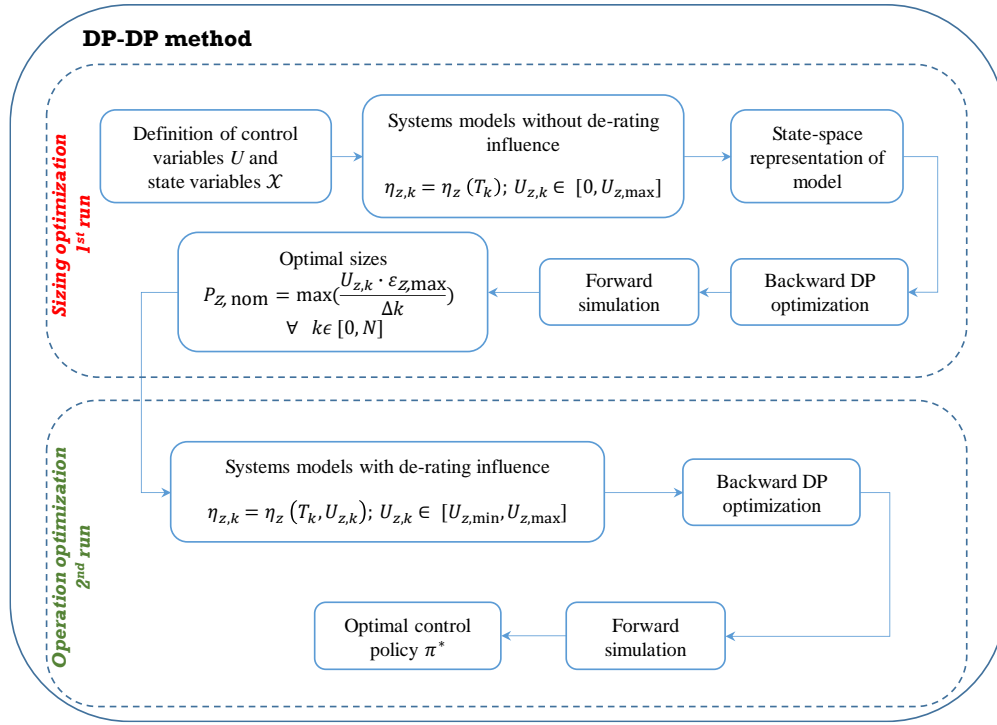 DP-DP method
Sizing optimization
1st run
Definition of control
variables U and
state variables 𝒳
Systems models without de-rating
influence
η_{z,k} = η_z (T_k); U_{z,k} ∈ [0, U_{z,max}]
State-space
representation of
model
Backward DP
optimization
Forward
simulation
Optimal sizes
P_{z, nom} = max(\frac{U_{z,k} · ε_{z,max}}{Δk})
∀ kϵ [0, N]
Operation optimization
2nd run
Systems models with de-rating influence
η_{z,k} = η_z (T_k, U_{z,k}); U_{z,k} ∈ [U_{z,min}, U_{z,max}]
Backward DP
optimization
Forward
simulation
Optimal control
policy π*